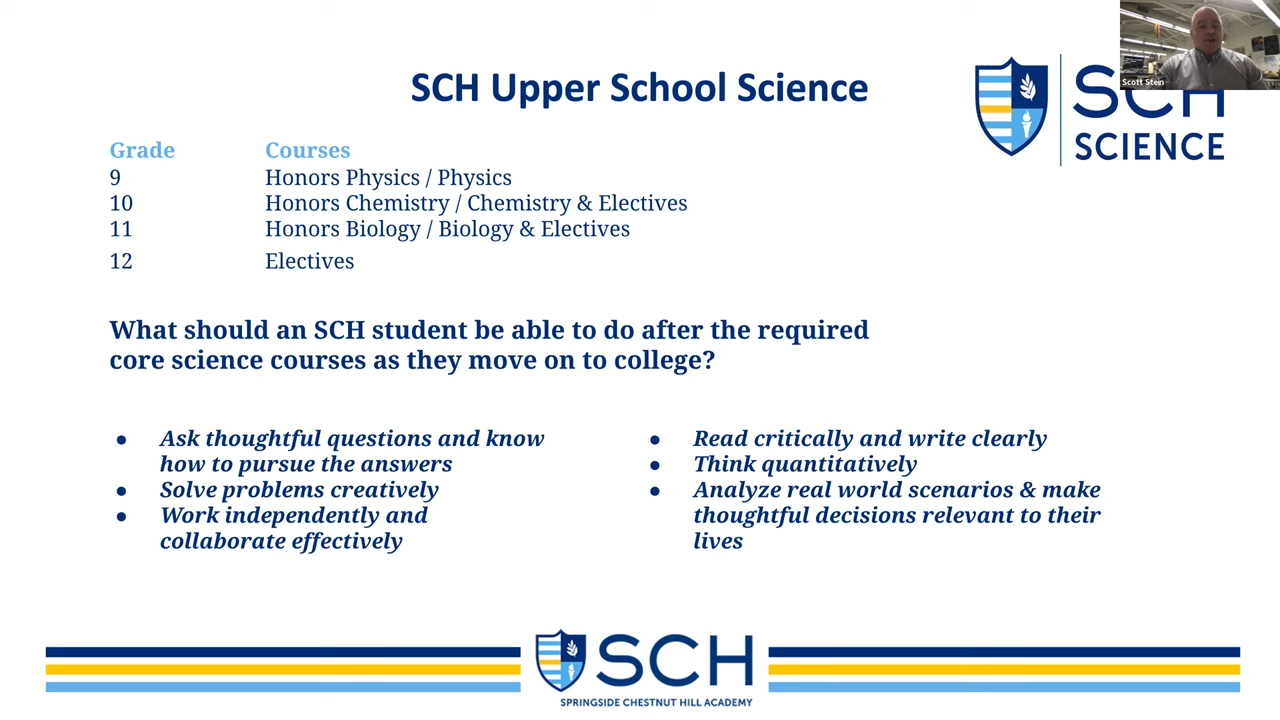 SCH Upper School Science
Scott Stein
SCH
SCIENCE
Grade Courses
9 Honors Physics / Physics
10 Honors Chemistry / Chemistry & Electives
11 Honors Biology / Biology & Electives
12 Electives
What should an SCH student be able to do after the required
core science courses as they move on to college?
● Ask thoughtful questions and know
how to pursue the answers
● Solve problems creatively
● Work independently and
collaborate effectively
● Read critically and write clearly
● Think quantitatively
● Analyze real world scenarios & make
thoughtful decisions relevant to their
lives
SCH
SPRINGSIDE CHESTNUT HILL ACADEMY